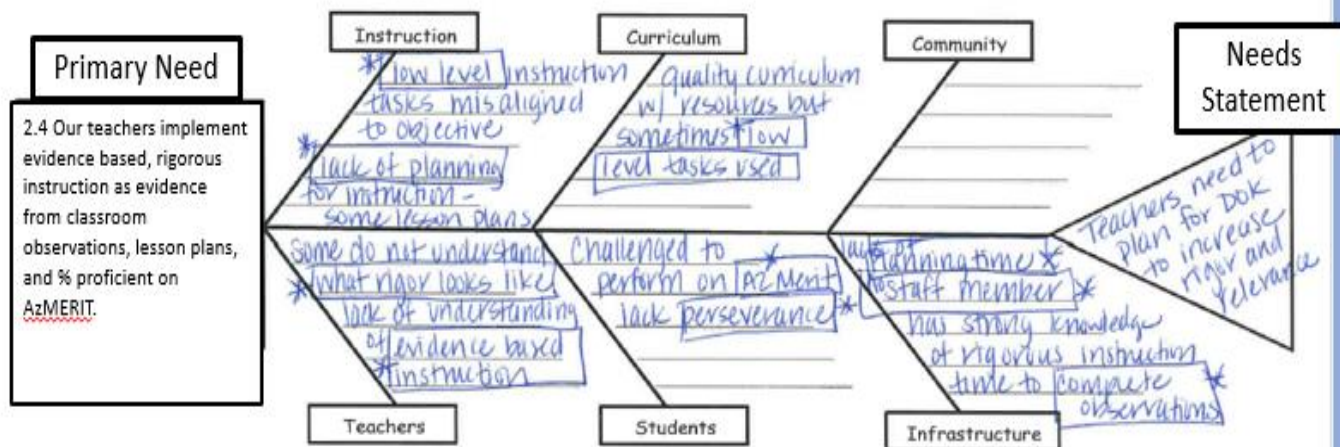 Primary Need
2.4 Our teachers implement
evidence based, rigorous
instruction as evidence
from classroom
observations, lesson plans,
and % proficient on
AzMERIT.
Instruction
* low level instruction
tasks misaligned
to objective
* lack of planning
for instruction -
some lesson plans
Curriculum
quality curriculum
w/ resources but
sometimes * low
level tasks used
Community
Needs
Statement
Teachers need to
plan for DOK
to increase
rigor and
relevance
some do not understand
* what rigor looks like
lack of understanding
of evidence based
* instruction
Teachers
Challenged to
perform on AZ Merit *
lack perseverance *
Students
lack of
planning time *
staff member *
has strong knowledge
of rigorous instruction
time to complete *
observations
Infrastructure